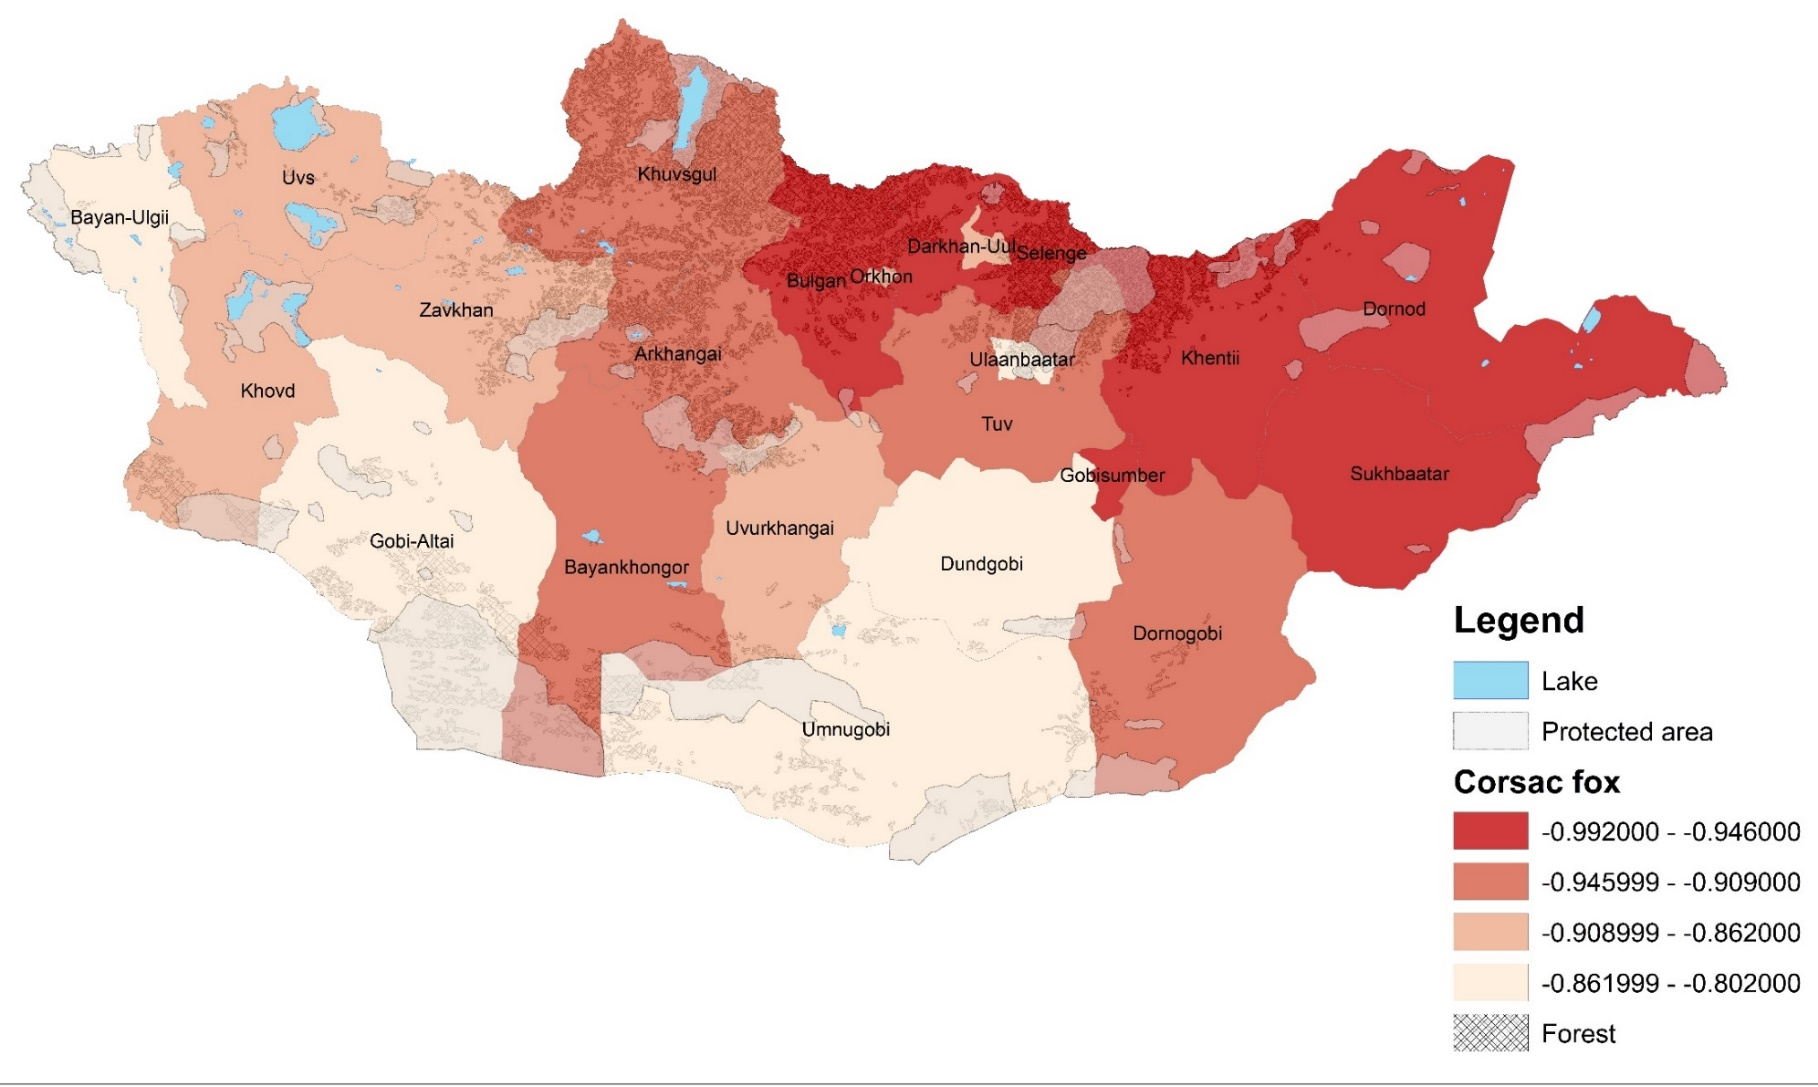 Khuvsgul
Uvs
Bayan-Ulgii
Darkhan-Uul
Selenge
Bulgan
Orkhon
Zavkhan
Dornod
Arkhangai
Ulaanbaatar
Khentii
Khovd
Tuv
Gobisumber
Sukhbaatar
Uvurkhangai
Gobi-Altai
Bayankhongor
Dundgobi
Dornogobi
Umnugobi
Legend
Lake
Protected area
Corsac fox
-0.992000 - -0.946000
-0.945999 - -0.909000
-0.908999 - -0.862000
-0.861999 - -0.802000
Forest